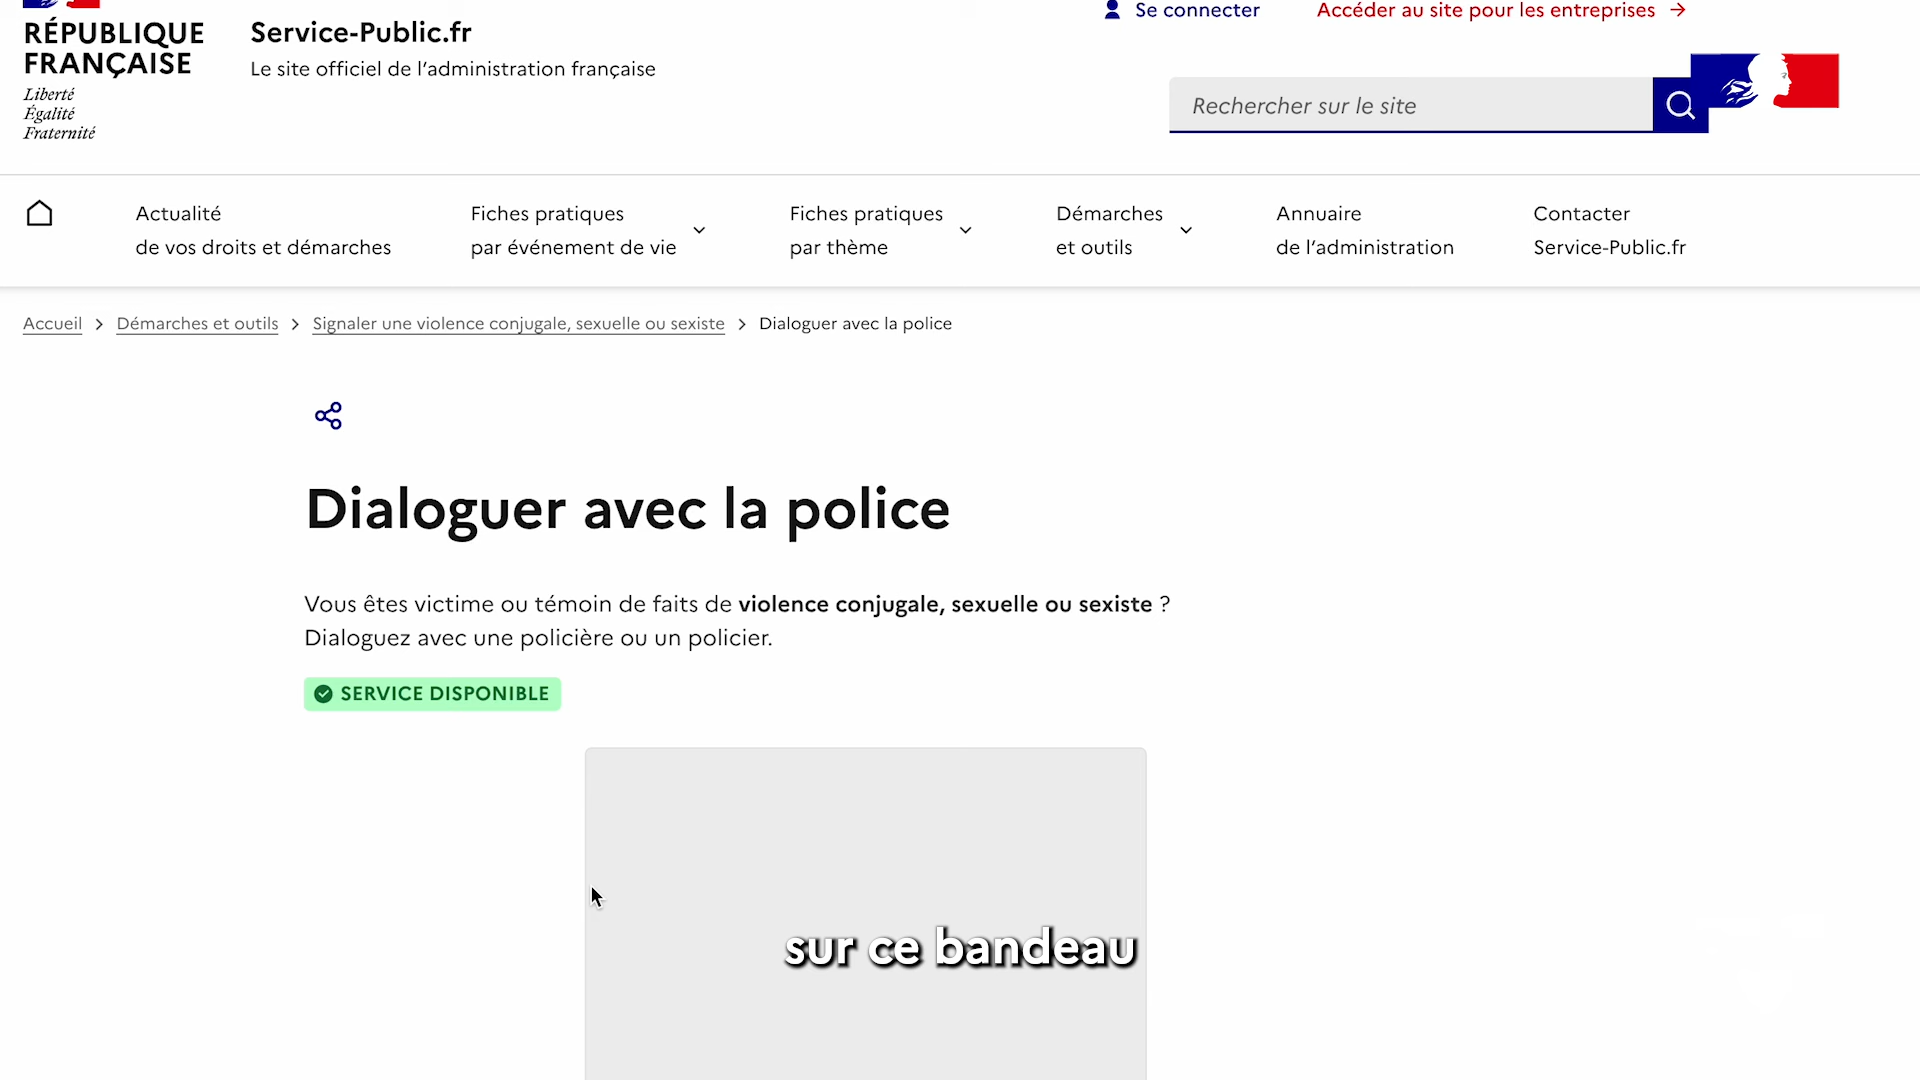 RÉPUBLIQUE
FRANÇAISE
Liberté
Égalité
Fraternité
Service-Public.fr
Le site officiel de l’administration française
Se connecter
Accéder au site pour les entreprises
Rechercher sur le site
Actualité
de vos droits et démarches
Fiches pratiques
par événement de vie
Fiches pratiques
par thème
Démarches
et outils
Annuaire
de l’administration
Contacter
Service-Public.fr
Accueil > Démarches et outils > Signaler une violence conjugale, sexuelle ou sexiste > Dialoguer avec la police
Dialoguer avec la police
Vous êtes victime ou témoin de faits de violence conjugale, sexuelle ou sexiste ?
Dialoguez avec une policière ou un policier.
SERVICE DISPONIBLE
sur ce bandeau